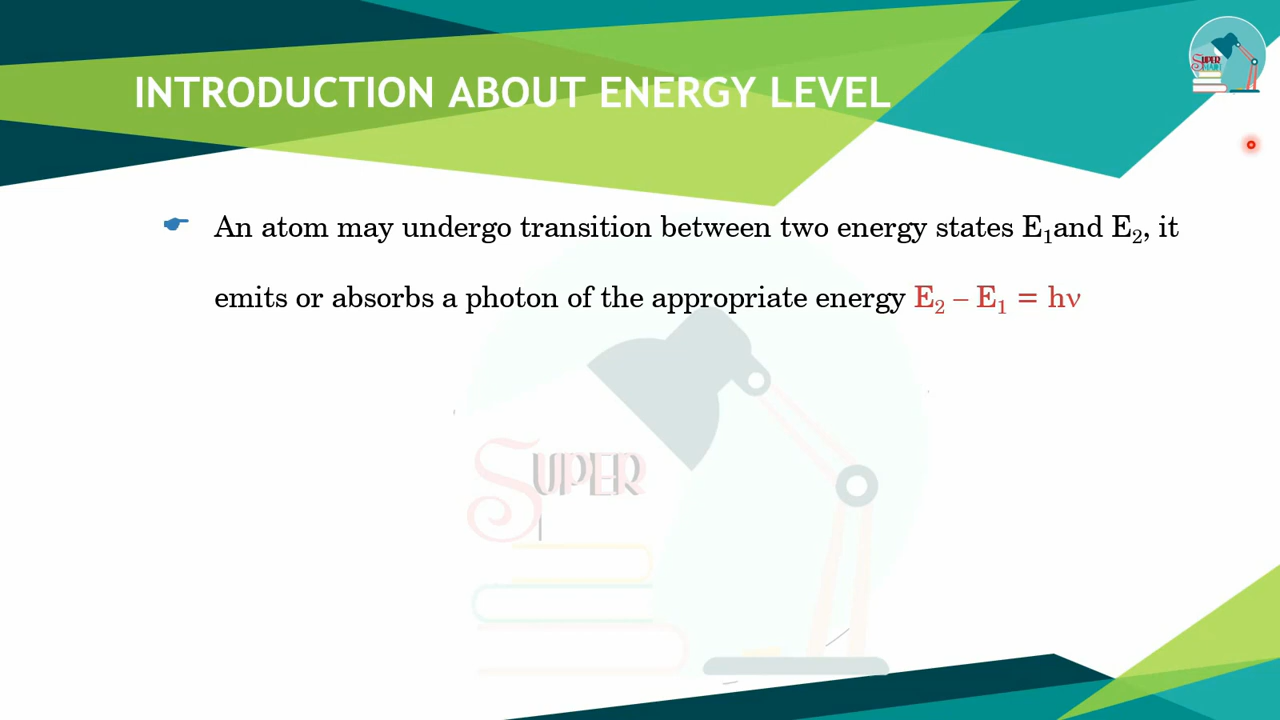 INTRODUCTION ABOUT ENERGY LEVEL
SUPER
An atom may undergo transition between two energy states E₁and E₂, it
emits or absorbs a photon of the appropriate energy E₂ – E₁ = hν
SUPER